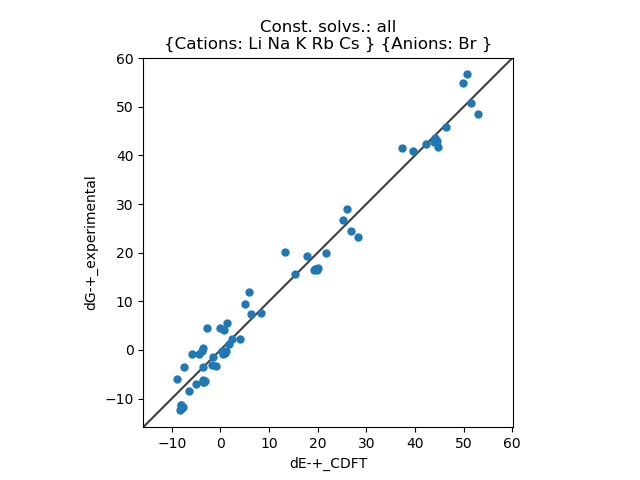 Const. solvs.: all
{Cations: Li Na K Rb Cs } {Anions: Br }
60
50
40
30
20
10
0
−10
dG-+_experimental
−10 0 10 20 30 40 50 60
dE-+_CDFT